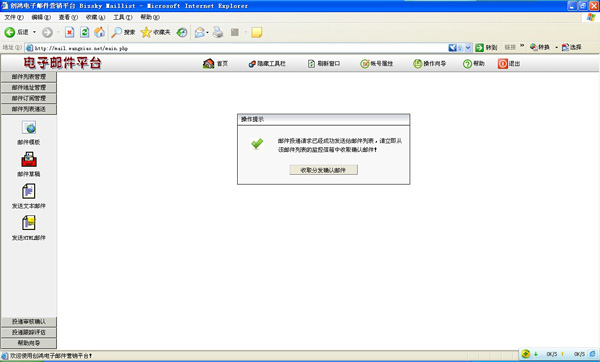 创鸿电子邮件营销平台 Bizsky Maillist - Microsoft Internet Explorer
文件(F) 编辑(E) 查看(V) 收藏(A) 工具(T) 帮助(H)
后退 搜索 收藏夹
地址(D) http://mail.wangxiao.net/main.php 转到 链接 » 转换 选择
电子邮件平台 首页 隐藏工具栏 刷新窗口 帐号属性 操作向导 帮助 退出
邮件列表管理
邮件地址管理
邮件订阅管理
邮件列表递送
邮件模板
邮件草稿
发送文本邮件
发送HTML邮件
操作提示
邮件投递请求已经成功发送给邮件列表，请立即从
该邮件列表的监控信箱中收取确认邮件!
收取分发确认邮件
投递审核确认
投递跟踪评估
帮助向导
欢迎使用创鸿电子邮件营销平台! 0K/S 0K/S